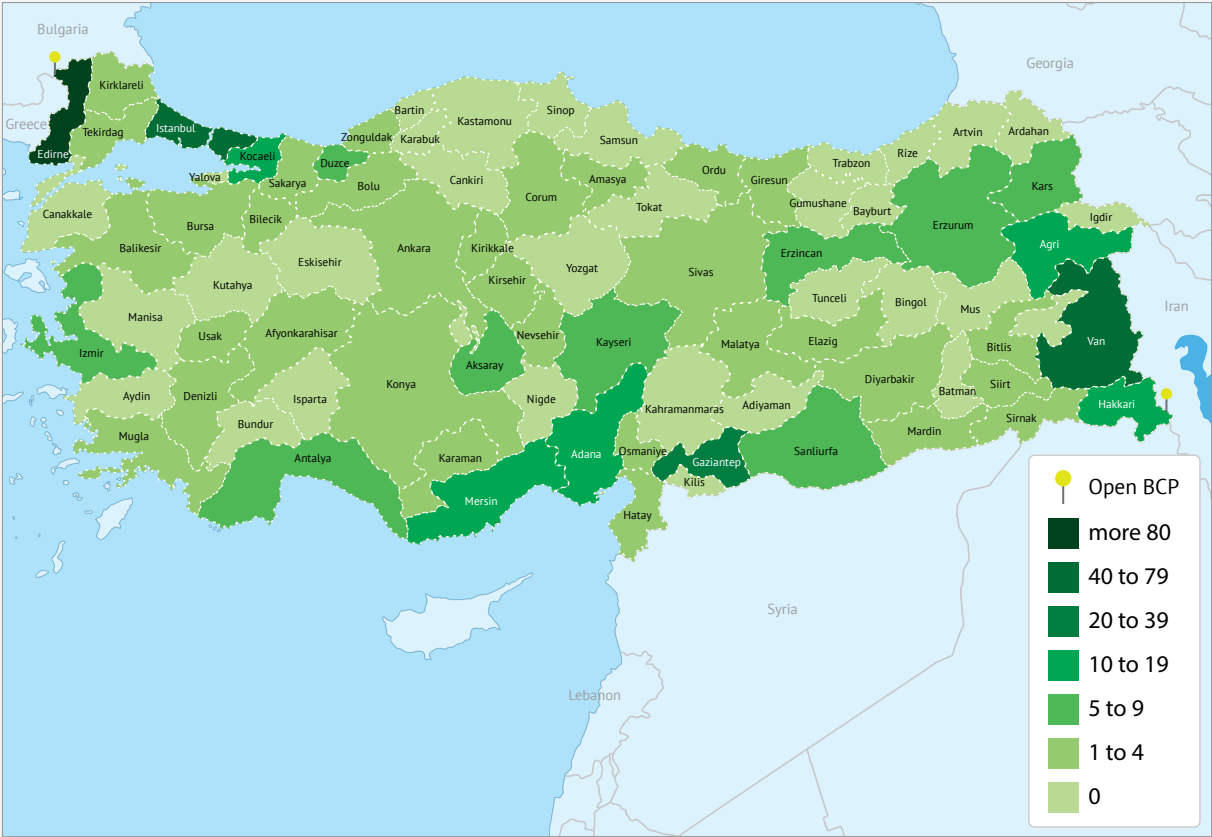 Bulgaria
Georgia
Kirklareli
Greece
Tekirdag
Istanbul
Edirne
Kocaeli
Yalova
Sakarya
Duzce
Zonguldak
Bartin
Karabuk
Kastamonu
Sinop
Samsun
Bolu
Cankiri
Corum
Amasya
Tokat
Ordu
Giresun
Trabzon
Rize
Artvin
Ardahan
Gumushane
Bayburt
Kars
Igdir
Erzurum
Agri
Canakkale
Balikesir
Bursa
Bilecik
Kutahya
Eskisehir
Ankara
Kirikkale
Kirsehir
Yozgat
Sivas
Erzincan
Tunceli
Bingol
Mus
Iran
Manisa
Usak
Afyonkarahisar
Izmir
Aksaray
Nevsehir
Kayseri
Malatya
Elazig
Bitlis
Van
Aydin
Denizli
Isparta
Konya
Nigde
Kahramanmaras
Adiyaman
Diyarbakir
Batman
Siirt
Hakkari
Mugla
Bundur
Antalya
Karaman
Adana
Osmaniye
Gaziantep
Kilis
Sanliurfa
Mardin
Sirnak
Mersin
Hatay
Syria
Lebanon
Open BCP
more 80
40 to 79
20 to 39
10 to 19
5 to 9
1 to 4
0